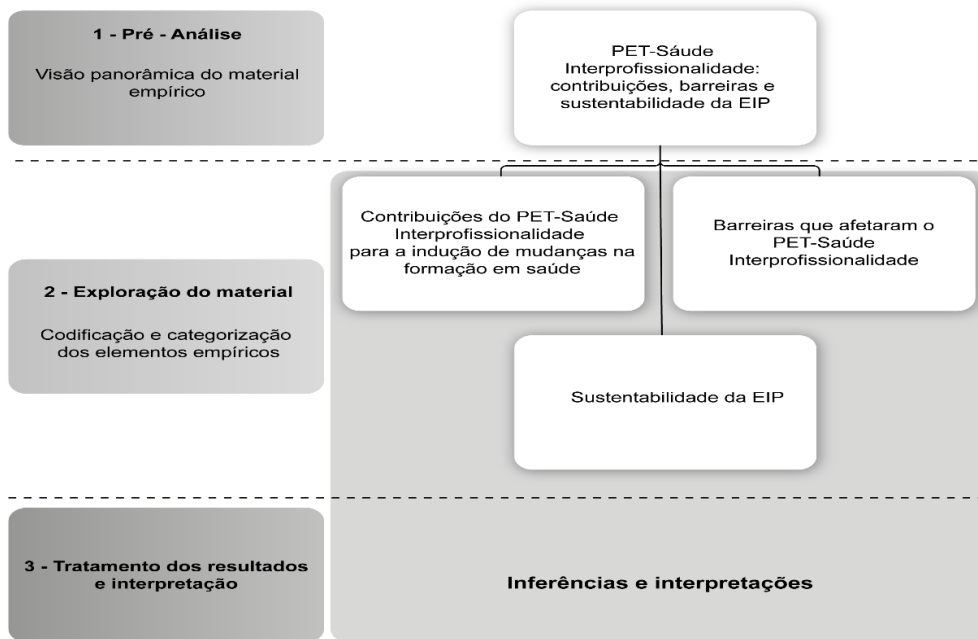 1 - Pré - Análise
Visão panorâmica do material
empírico
PET-Sáude
Interprofissionalidade:
contribuições, barreiras e
sustentabilidade da EIP
Contribuições do PET-Saúde
Interprofissionalidade
para a indução de mudanças na
formação em saúde
Barreiras que afetaram o
PET-Saúde
Interprofissionalidade
2 - Exploração do material
Codificação e categorização
dos elementos empíricos
Sustentabilidade da EIP
3 - Tratamento dos resultados
e interpretação
Inferências e interpretações